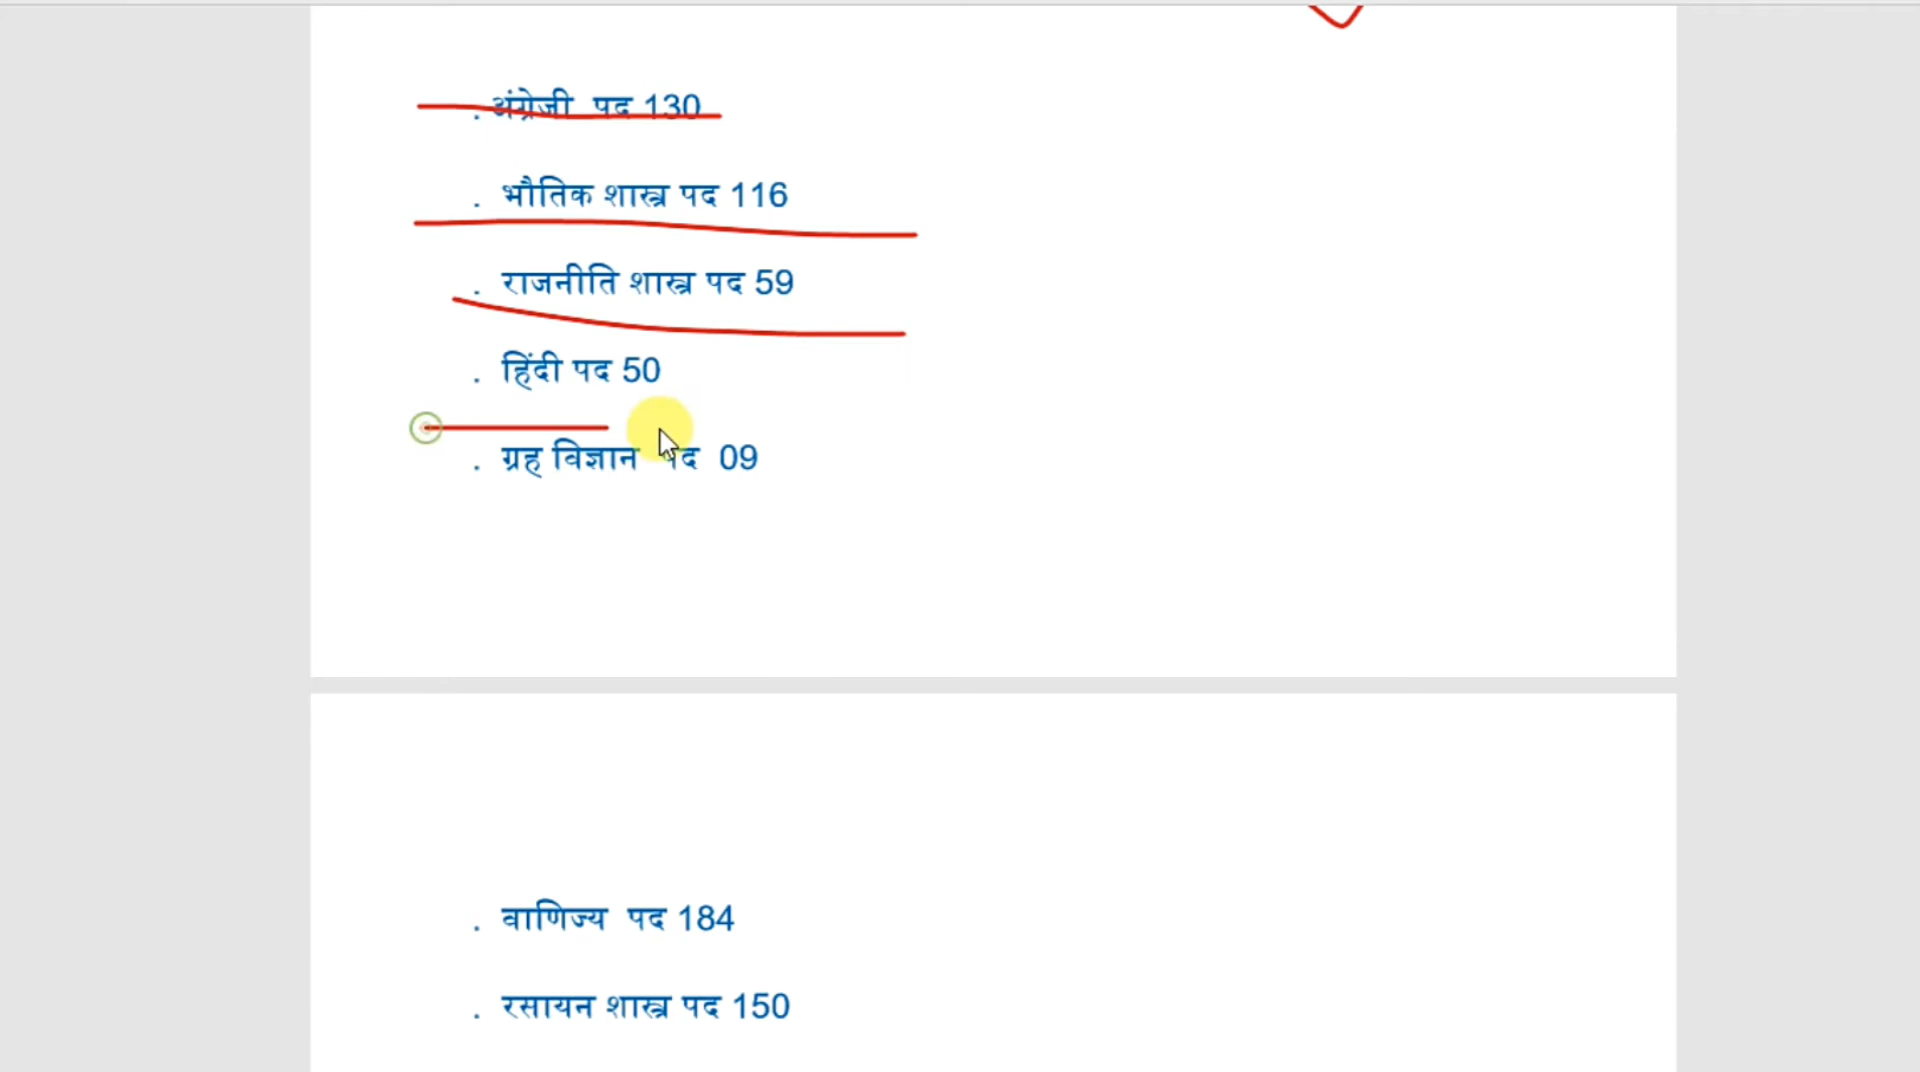 . अंग्रेजी पद 130
. भौतिक शास्त्र पद 116
. राजनीति शास्त्र पद 59
. हिंदी पद 50
. ग्रह विज्ञान पद 09
. वाणिज्य पद 184
. रसायन शास्त्र पद 150